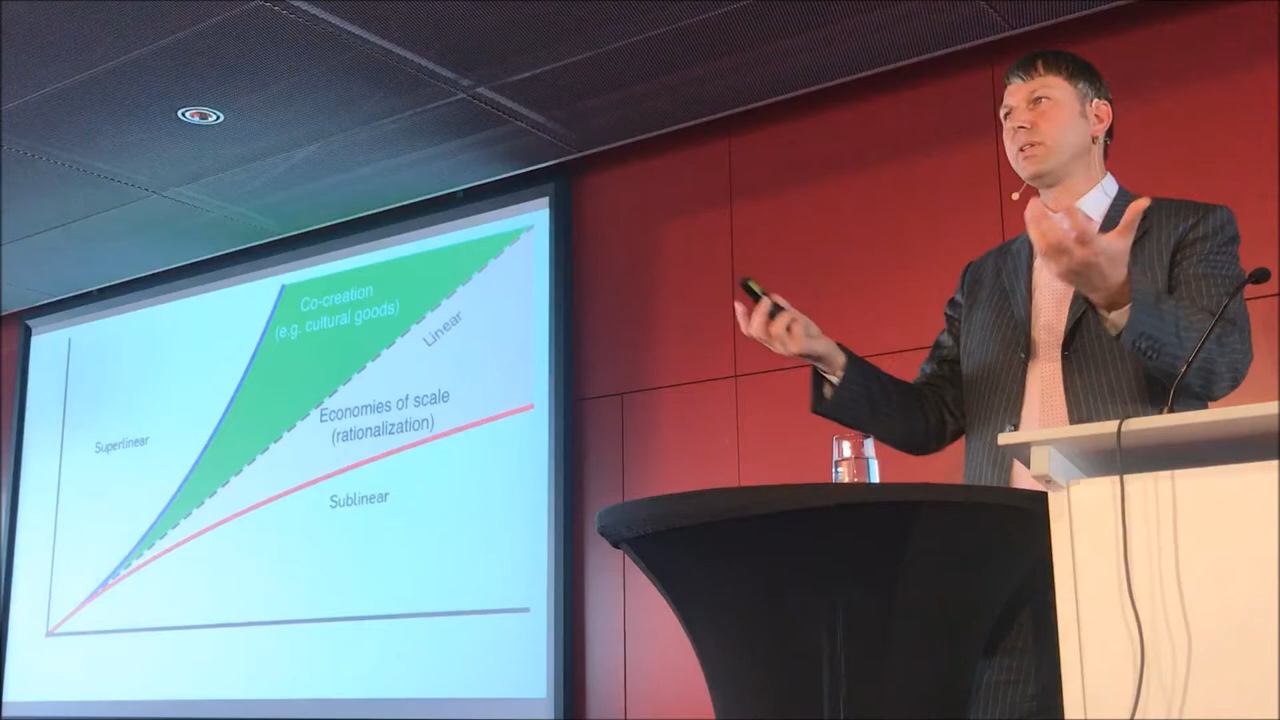 Co-creation
(e.g. cultural goods)
Linear
Economies of scale
(rationalization)
Superlinear
Sublinear